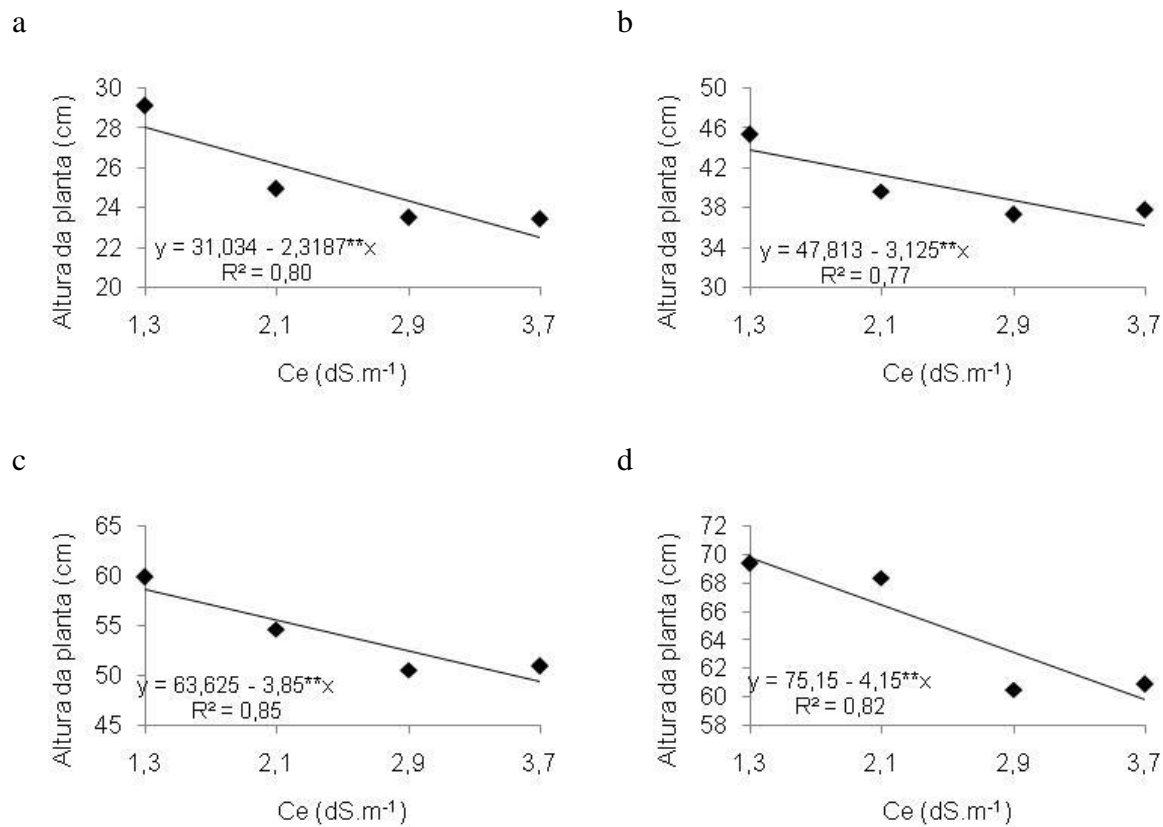 a
Altura da planta (cm)
30
28
26
24
22
20
y = 31,034 - 2,3187**x
R² = 0,80
1,3 2,1 2,9 3,7
Ce (dS.m⁻¹)
b
Altura da planta (cm)
50
46
42
38
34
30
y = 47,813 - 3,125**x
R² = 0,77
1,3 2,1 2,9 3,7
Ce (dS.m⁻¹)
c
Altura da planta (cm)
65
60
55
50
45
y = 63,625 - 3,85**x
R² = 0,85
1,3 2,1 2,9 3,7
Ce (dS.m⁻¹)
d
Altura da planta (cm)
72
70
68
66
64
62
60
58
y = 75,15 - 4,15**x
R² = 0,82
1,3 2,1 2,9 3,7
Ce (dS.m⁻¹)